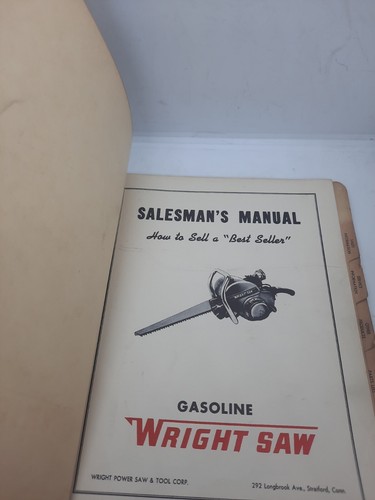 SALESMAN'S MANUAL
How to Sell a "Best Seller"
GASOLINE
WRIGHT SAW
WRIGHT POWER SAW & TOOL CORP.
292 Longbrook Ave., Stratford, Conn.